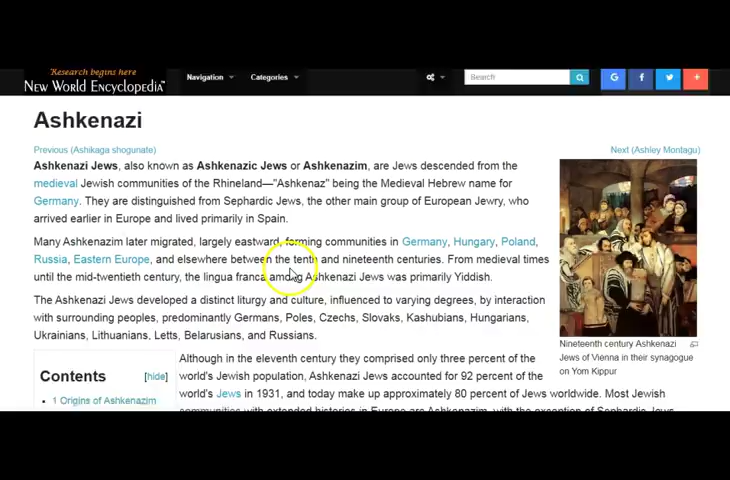 Research begins here
NEW WORLD ENCYCLOPEDIA
Navigation
Categories
Search
Ashkenazi
Previous (Ashikaga shogunate)
Next (Ashley Montagu)
Ashkenazi Jews, also known as Ashkenazic Jews or Ashkenazim, are Jews descended from the
medieval Jewish communities of the Rhineland—"Ashkenaz" being the Medieval Hebrew name for
Germany. They are distinguished from Sephardic Jews, the other main group of European Jewry, who
arrived earlier in Europe and lived primarily in Spain.
Many Ashkenazim later migrated, largely eastward, forming communities in Germany, Hungary, Poland,
Russia, Eastern Europe, and elsewhere between the tenth and nineteenth centuries. From medieval times
until the mid-twentieth century, the lingua franca among Ashkenazi Jews was primarily Yiddish.
The Ashkenazi Jews developed a distinct liturgy and culture, influenced to varying degrees, by interaction
with surrounding peoples, predominantly Germans, Poles, Czechs, Slovaks, Kashubians, Hungarians,
Ukrainians, Lithuanians, Letts, Belarusians, and Russians.
Nineteenth century Ashkenazi
Jews of Vienna in their synagogue
on Yom Kippur
Contents [hide]
1 Origins of Ashkenazim
Although in the eleventh century they comprised only three percent of the
world's Jewish population, Ashkenazi Jews accounted for 92 percent of the
world's Jews in 1931, and today make up approximately 80 percent of Jews worldwide. Most Jewish
communities with extended histories in Europe are Ashkenazim, with the exception of Sephardic Jews